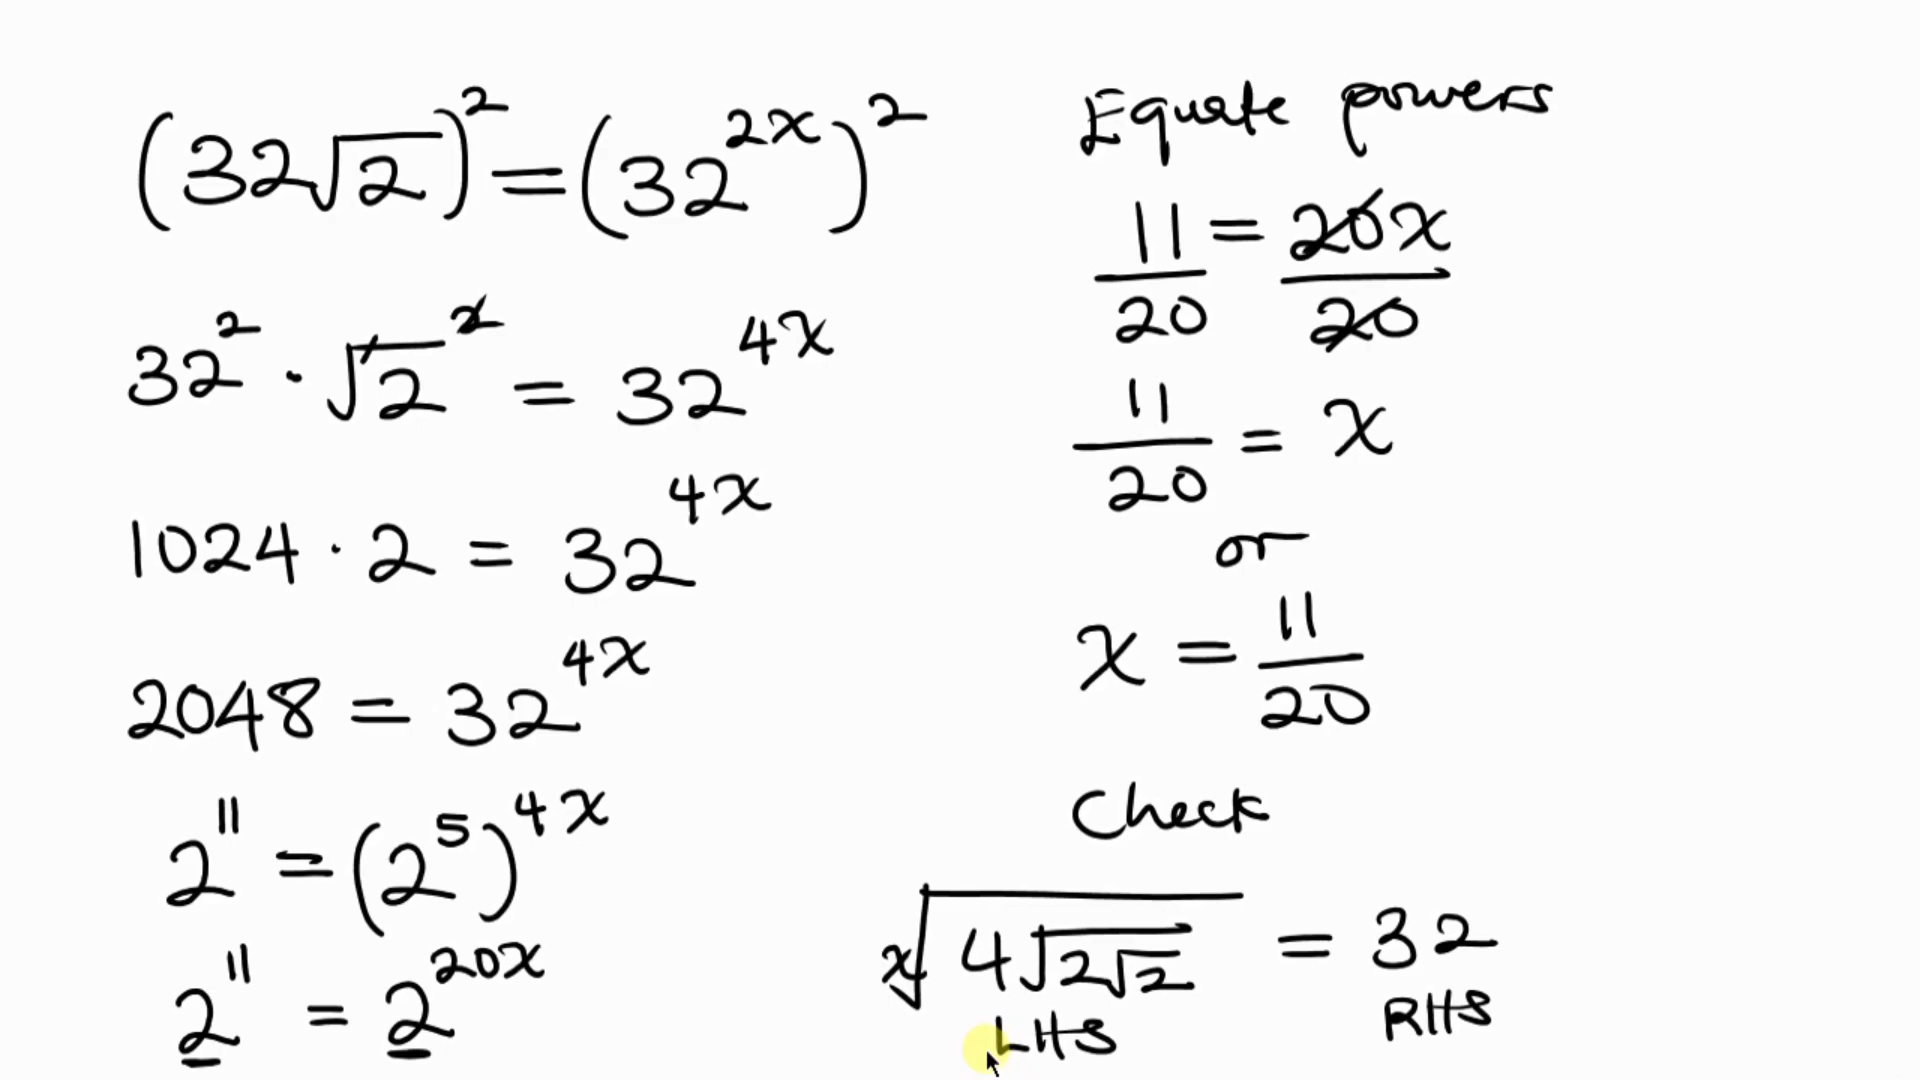 (32√2)² = (32^{2x})²
32² · √2² = 32^{4x}
1024 · 2 = 32^{4x}
2048 = 32^{4x}
2^{11} = (2⁵)^{4x}
2^{11} = 2^{20x}
Equate powers
11/20 = 20x/20
11/20 = x
or
x = 11/20
Check
ˣ√(4√(2√2)) = 32
LHS RHS